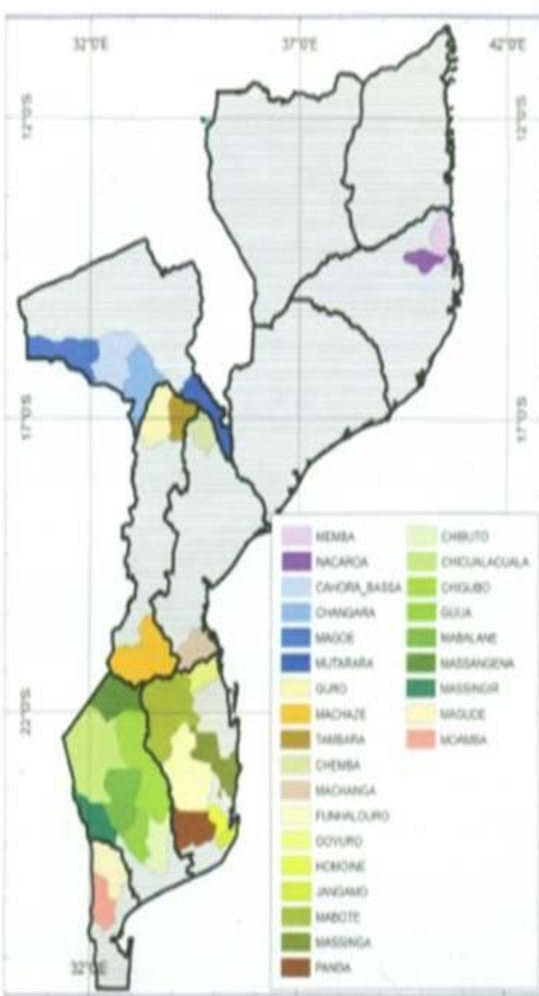 32°0'E 37°0'E 42°0'E
12°0'S 12°0'S
17°0'S 17°0'S
22°0'S 22°0'S
32°0'E
MEMBA
NACAROA
CAHORA_BASSA
CHANGARA
MAGOE
MUTARARA
GURO
MACHAZE
TAMBARA
CHEMBA
MACHANGA
FUNHALOURO
GOVURO
HOMOINE
JANGAMO
MABOTE
MASSINGA
PANDA
CHIBUTO
CHICUALACUALA
CHIGUBO
GUIJA
MABALANE
MASSANGENA
MASSINGIR
MAGUDE
MOAMBA